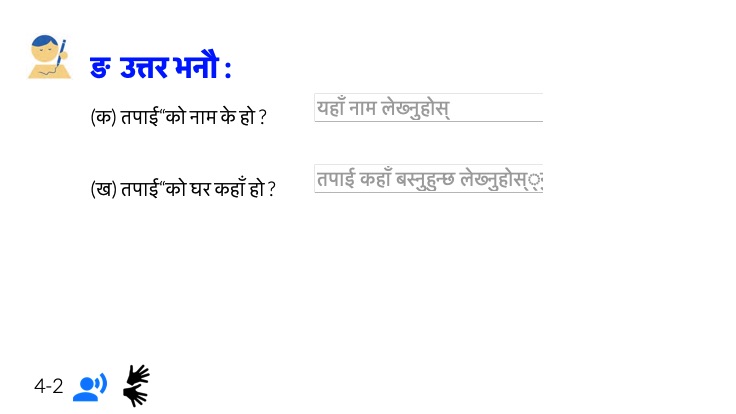 ङ उत्तर भनौ :
(क) तपाई“को नाम के हो ?
यहाँ नाम लेख्नुहोस्
(ख) तपाई“को घर कहाँ हो ?
तपाई कहाँ बस्नुहुन्छ लेख्नुहोस्
4-2